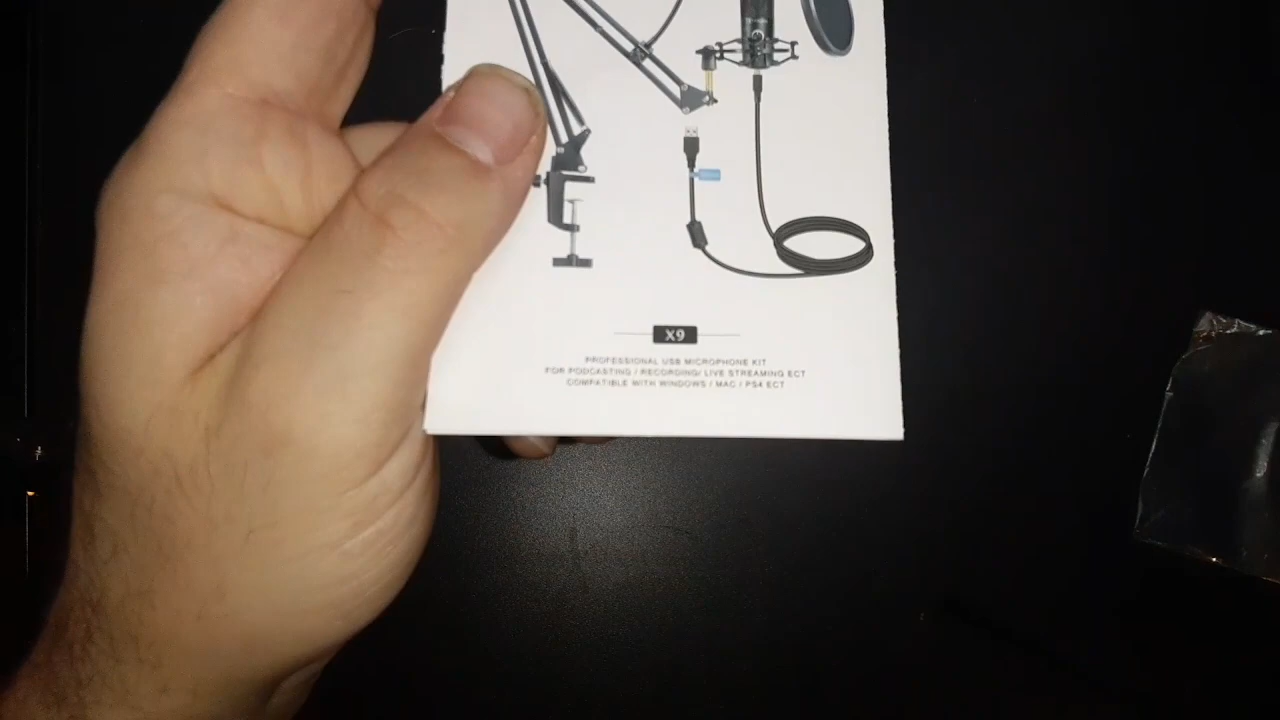 X9
PROFESSIONAL USB MICROPHONE KIT
FOR PODCASTING / RECORDING/ LIVE STREAMING ECT
COMPATIBLE WITH WINDOWS / MAC / PS4 ECT